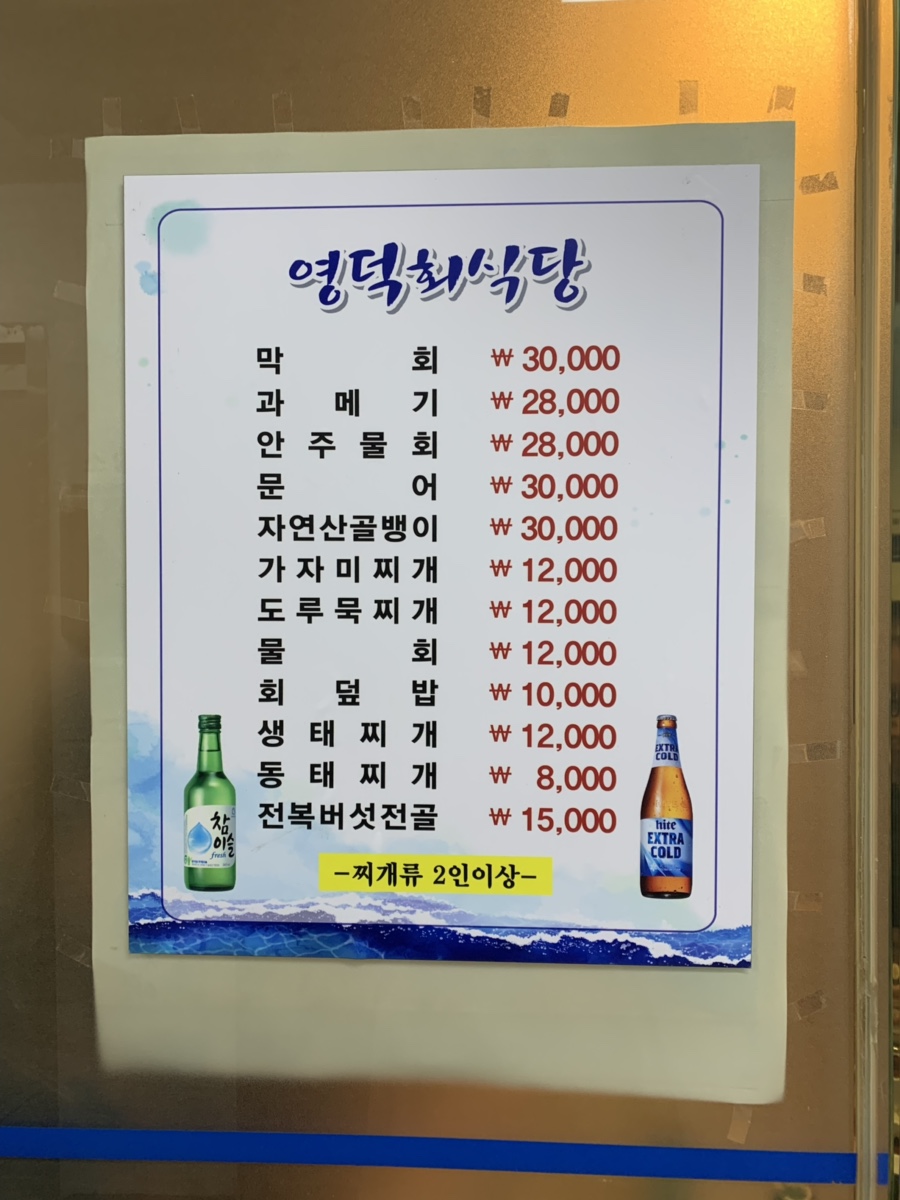 영덕회식당
막 회 ₩ 30,000
과 메 기 ₩ 28,000
안 주 물 회 ₩ 28,000
문 어 ₩ 30,000
자연산골뱅이 ₩ 30,000
가 자 미 찌 개 ₩ 12,000
도 루 묵 찌 개 ₩ 12,000
물 회 ₩ 12,000
회 덮 밥 ₩ 10,000
생 태 찌 개 ₩ 12,000
동 태 찌 개 ₩ 8,000
전복버섯전골 ₩ 15,000
-찌개류 2인이상-
참
이슬
fresh
EXTRA
COLD
hite
EXTRA
COLD